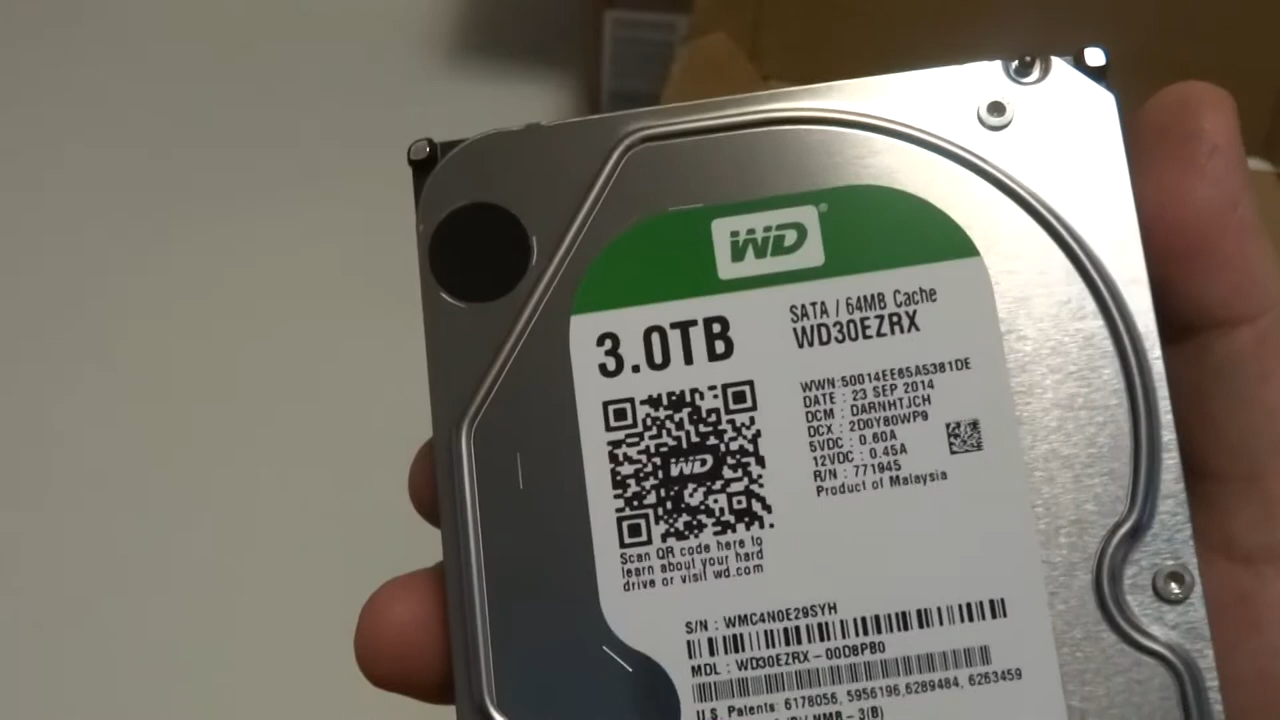 WD®
3.0TB
SATA / 64MB Cache
WD30EZRX
WWN:50014EE65A5381DE
DATE : 23 SEP 2014
DCM : DARNHTJCH
DCX : 2D0Y80WP9
5VDC : 0.60A
12VDC : 0.45A
R/N : 771945
Product of Malaysia
WD
Scan QR code here to
learn about your hard
drive or visit wd.com
S/N : WMC4N0E29SYH
MDL : WD30EZRX-00D8PB0
U.S. Patents: 6178056, 5956196,6289484, 6263459
HMB-3(B)